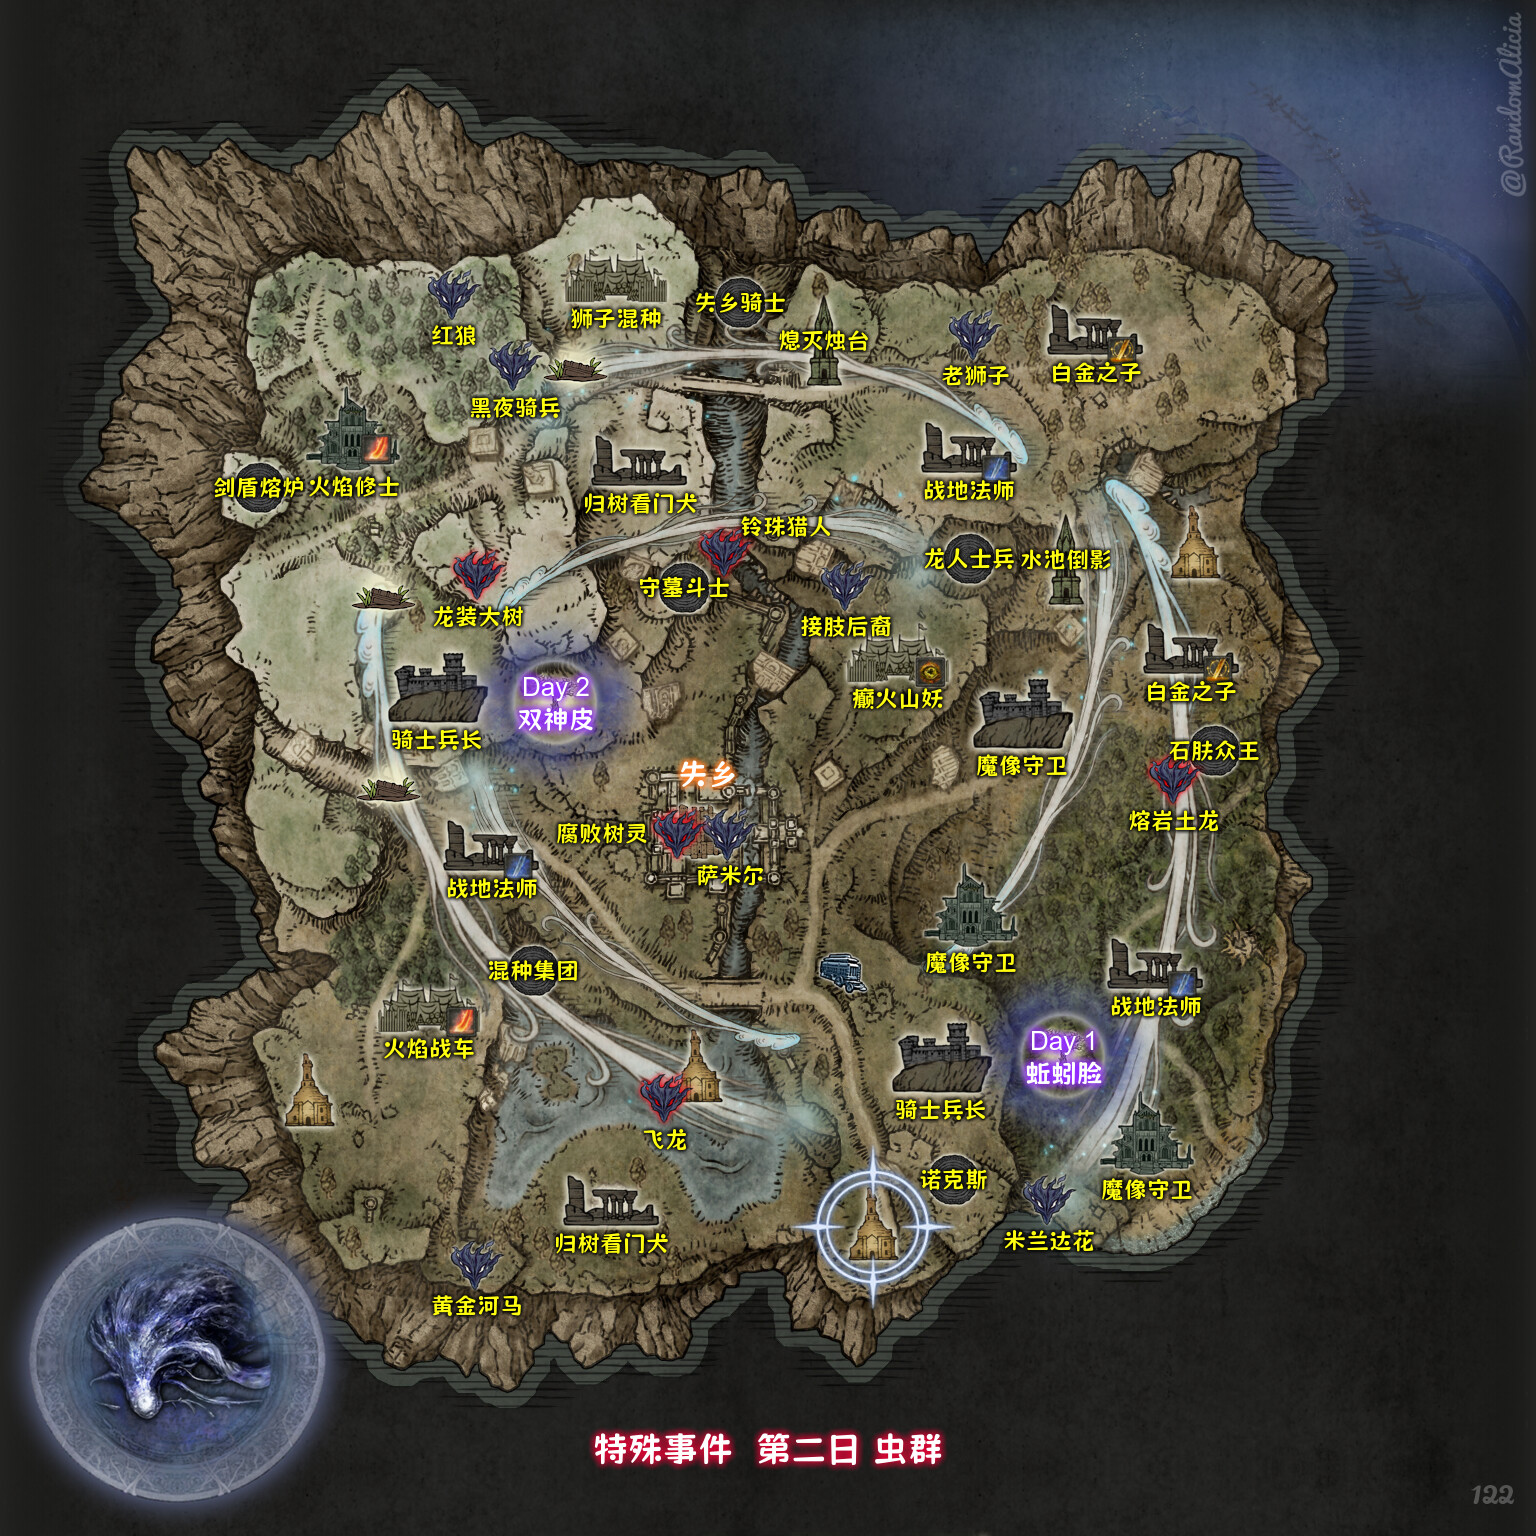 @RandomAlicia
失乡骑士
狮子混种
红狼
熄灭烛台
老狮子
白金之子
黑夜骑兵
剑盾熔炉
火焰修士
归树看门犬
战地法师
铃珠猎人
龙人士兵
水池倒影
守墓斗士
龙装大树
接肢后裔
Day 2
双神皮
癫火山妖
白金之子
骑士兵长
魔像守卫
石肤众王
失乡
熔岩土龙
腐败树灵
萨米尔
战地法师
混种集团
魔像守卫
战地法师
火焰战车
Day 1
蚯蚓脸
骑士兵长
飞龙
诺克斯
魔像守卫
归树看门犬
米兰达花
黄金河马
特殊事件 第二日 虫群
122